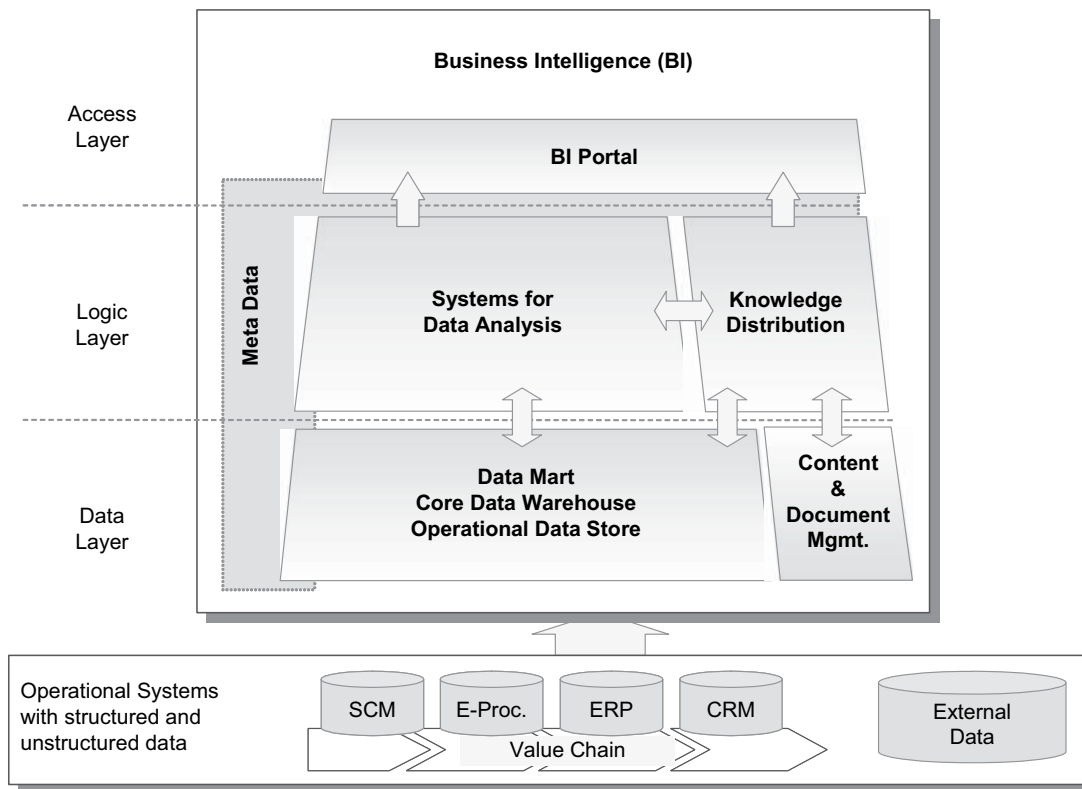 Business Intelligence (BI)
Access
Layer
BI Portal
Meta Data
Logic
Layer
Systems for
Data Analysis
Knowledge
Distribution
Data
Layer
Data Mart
Core Data Warehouse
Operational Data Store
Content
&
Document
Mgmt.
Operational Systems
with structured and
unstructured data
SCM
E-Proc.
ERP
CRM
Value Chain
External
Data